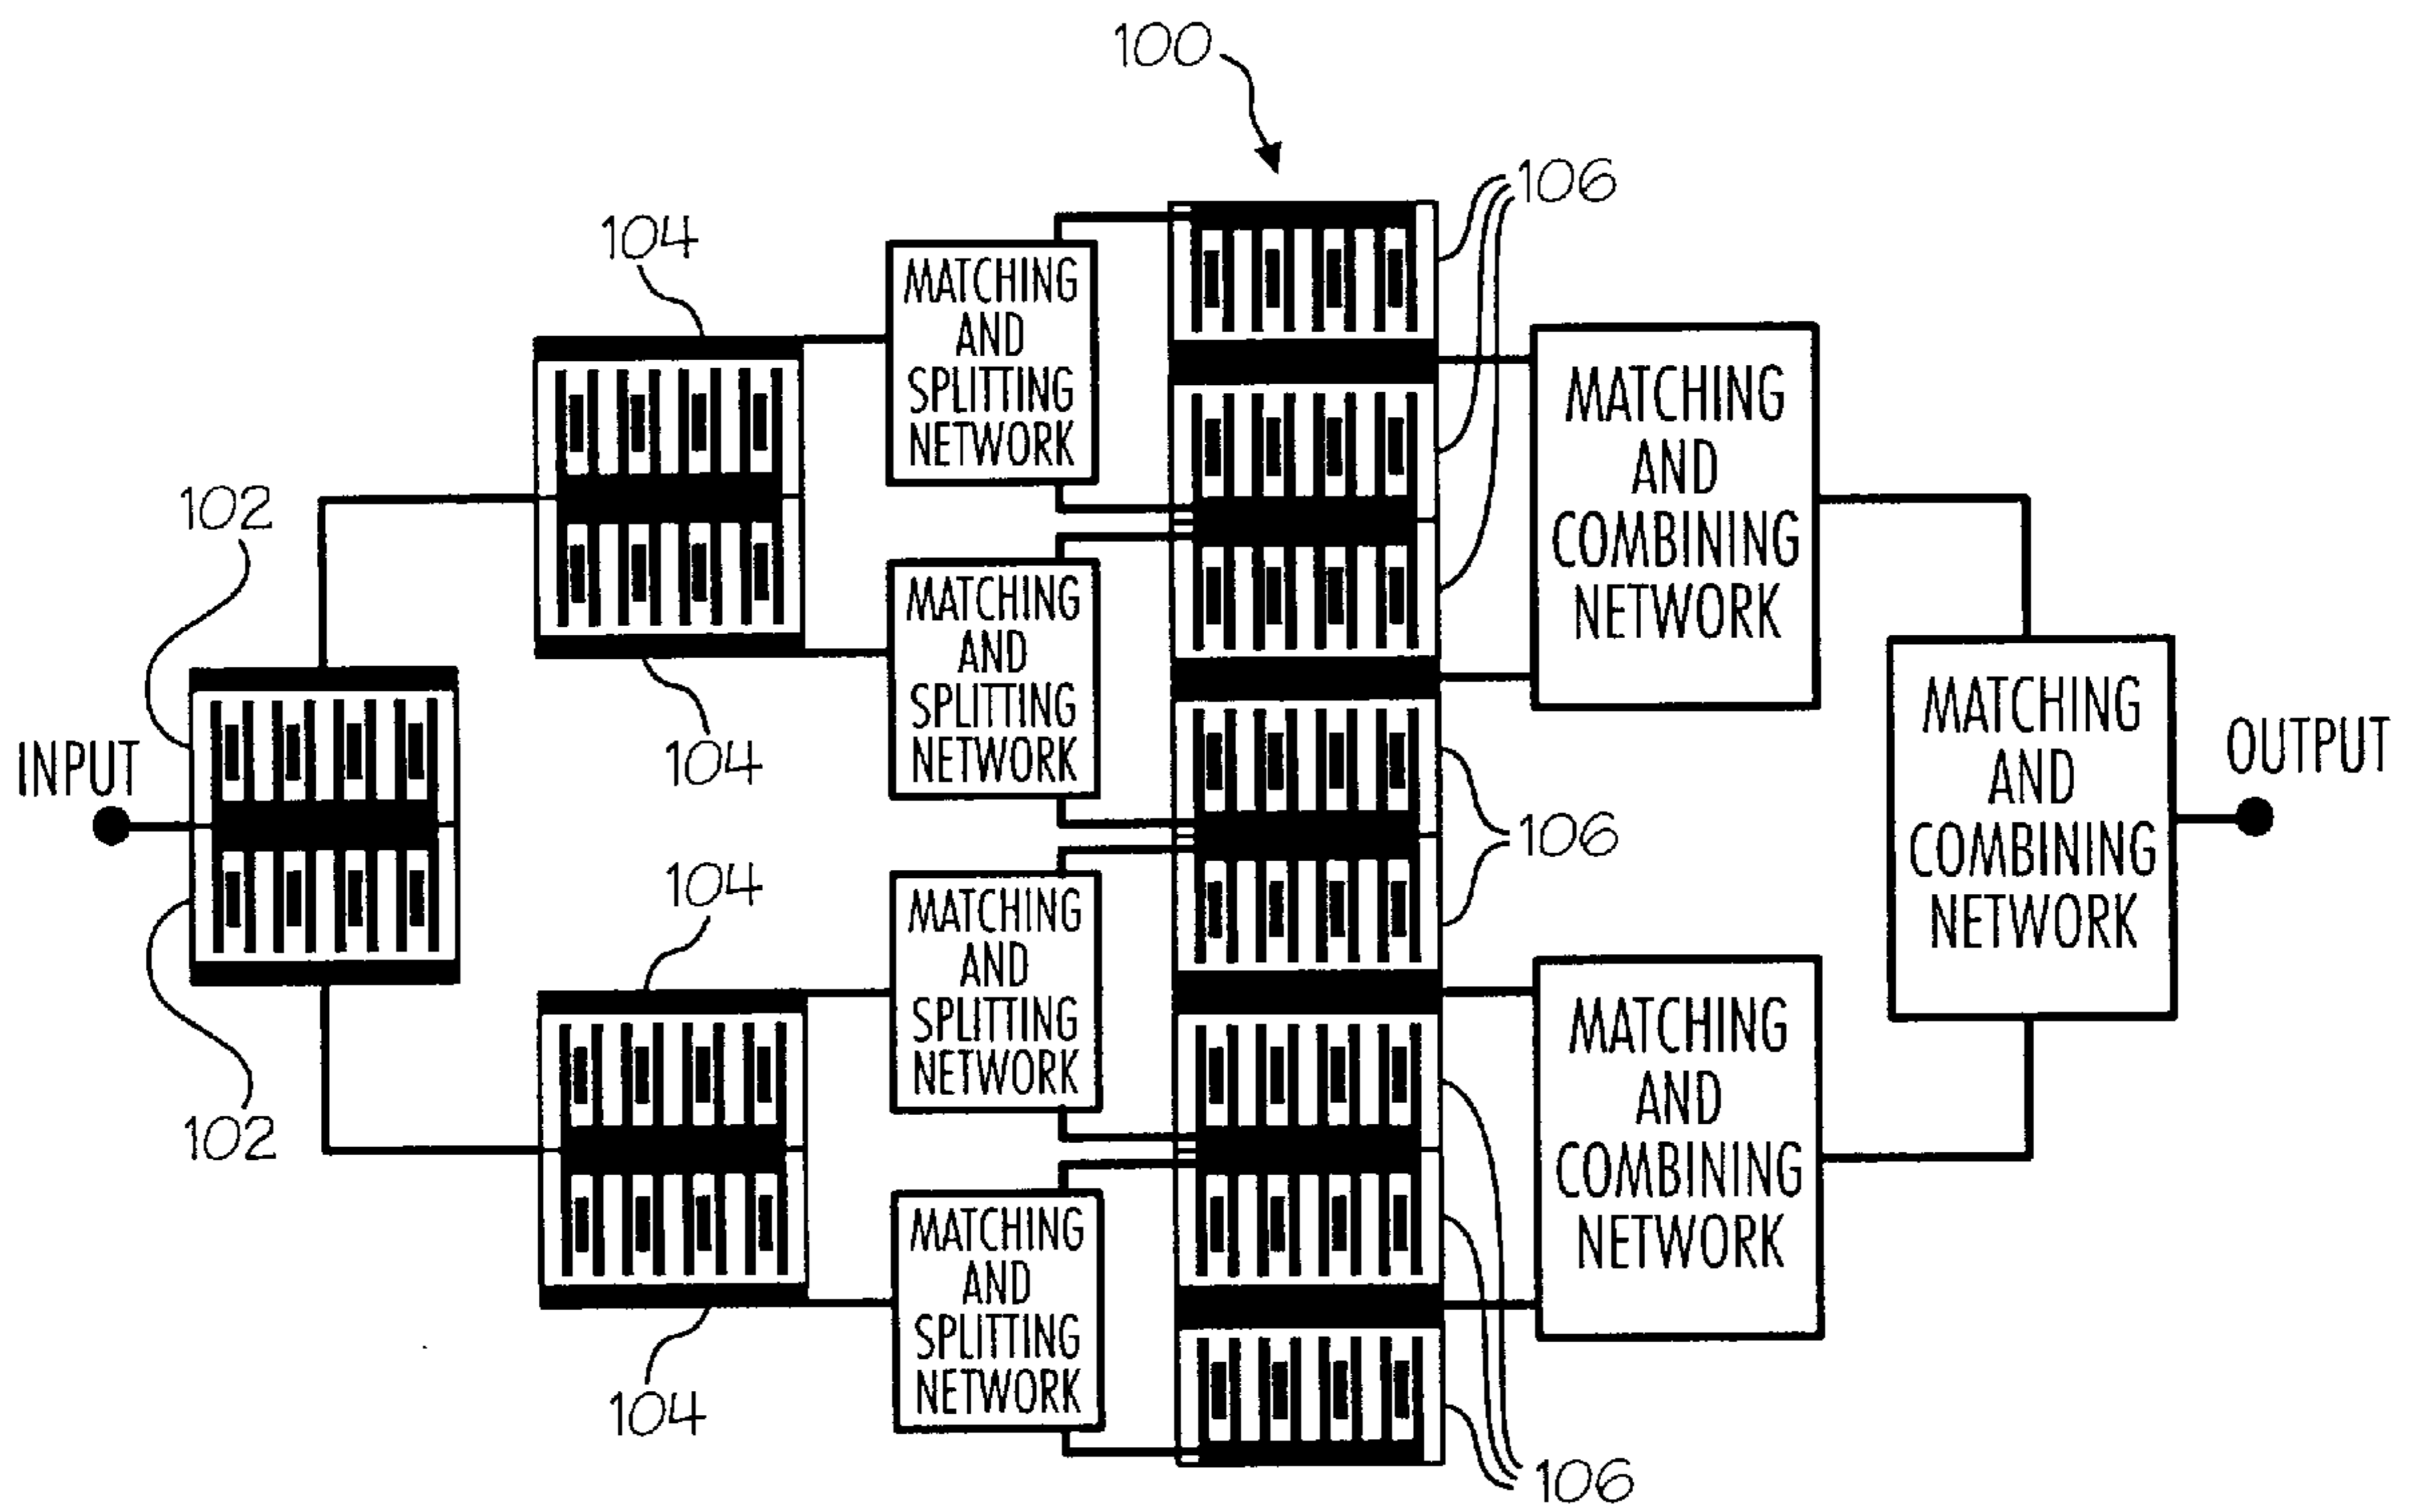 100
106
104
MATCHING
AND
SPLITTING
NETWORK
MATCHING
AND
COMBINING
NETWORK
102
MATCHING
AND
SPLITTING
NETWORK
104
INPUT
MATCHING
AND
COMBINING
NETWORK
OUTPUT
106
104
MATCHING
AND
SPLITTING
NETWORK
MATCHING
AND
COMBINING
NETWORK
102
MATCHING
AND
SPLITTING
NETWORK
104
106